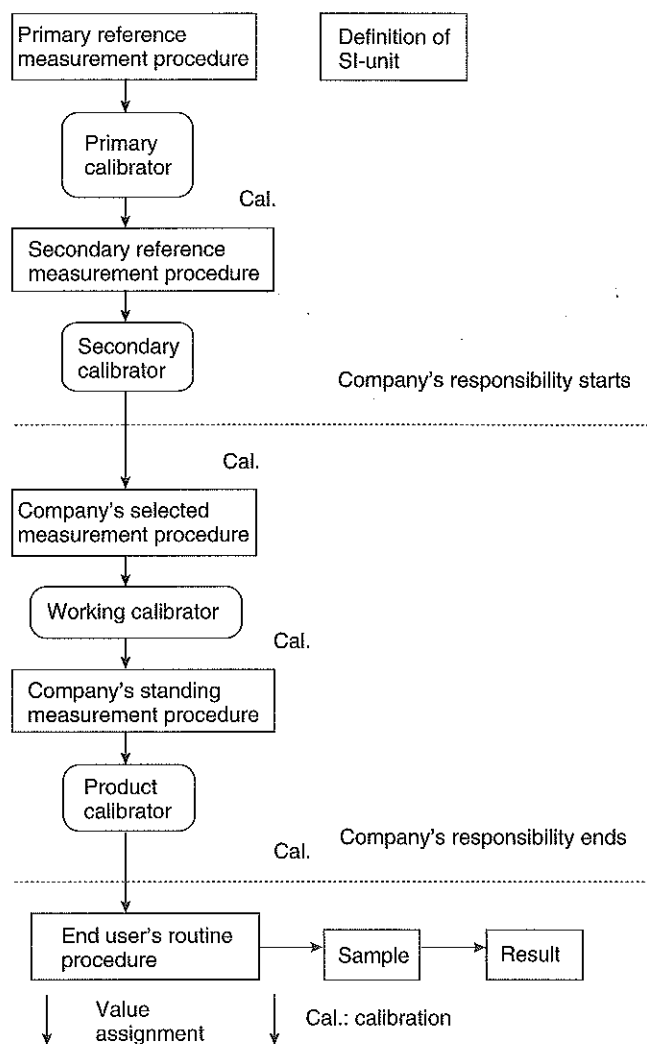 Primary reference
measurement procedure
Definition of
SI-unit
Primary
calibrator
Cal.
Secondary reference
measurement procedure
Secondary
calibrator
Company's responsibility starts
Cal.
Company's selected
measurement procedure
Working calibrator
Cal.
Company's standing
measurement procedure
Product
calibrator
Company's responsibility ends
Cal.
End user's routine
procedure
Sample
Result
Value
assignment
Cal.: calibration